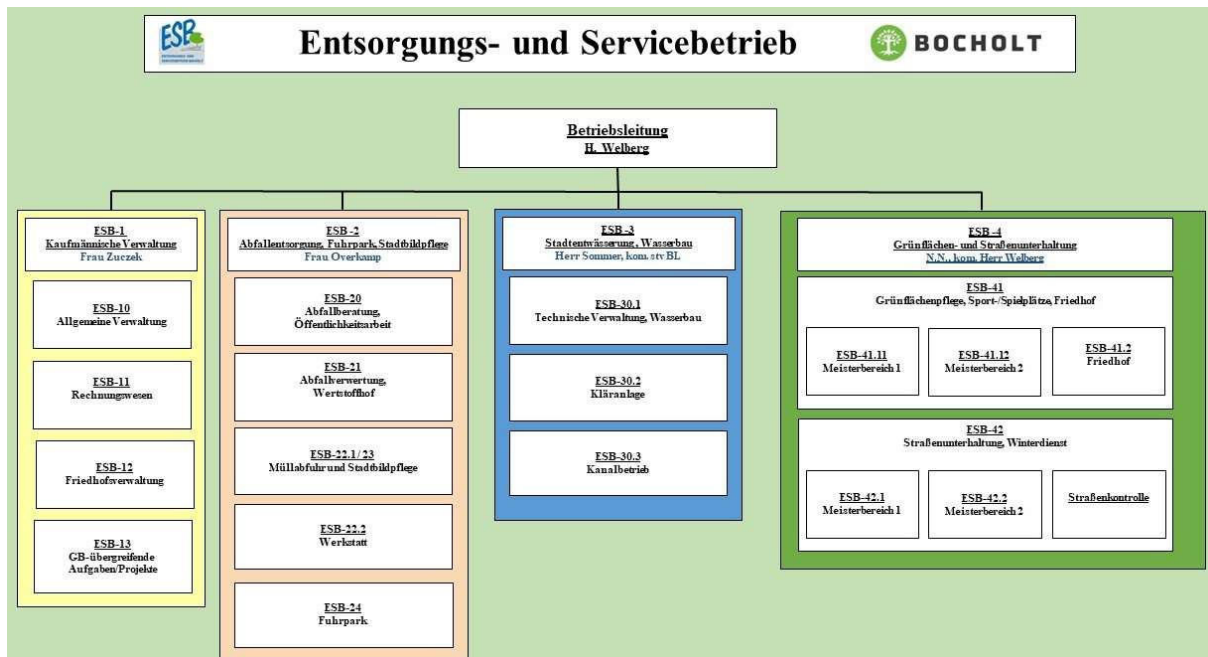 ESB
Entsorgungs- und Servicebetrieb
BOCHOLT
Betriebsleitung
H. Welberg
ESB-1
Kaufmännische Verwaltung
Frau Zuczek
ESB-10
Allgemeine Verwaltung
ESB-11
Rechnungswesen
ESB-12
Friedhofsverwaltung
ESB-13
GB-übergreifende
Aufgaben/Projekte
ESB-2
Abfallentsorgung, Fuhrpark, Stadtbildpflege
Frau Overkamp
ESB-20
Abfallberatung,
Öffentlichkeitsarbeit
ESB-21
Abfallverwertung,
Wertstoffhof
ESB-22.1/23
Müllabfuhr und Stadtbildpflege
ESB-22.2
Werkstatt
ESB-24
Fuhrpark
ESB-3
Stadtentwässerung, Wasserbau
Herr Sommer, kom. stv BL
ESB-30.1
Technische Verwaltung, Wasserbau
ESB-30.2
Kläranlage
ESB-30.3
Kanalbetrieb
ESB-4
Grünflächen- und Straßenunterhaltung
N.N., kom. Herr Welberg
ESB-41
Grünflächenpflege, Sport-/Spielplätze, Friedhof
ESB-41.11
Meisterbereich 1
ESB-41.12
Meisterbereich 2
ESB-41.2
Friedhof
ESB-42
Straßenunterhaltung, Winterdienst
ESB-42.1
Meisterbereich 1
ESB-42.2
Meisterbereich 2
Straßenkontrolle